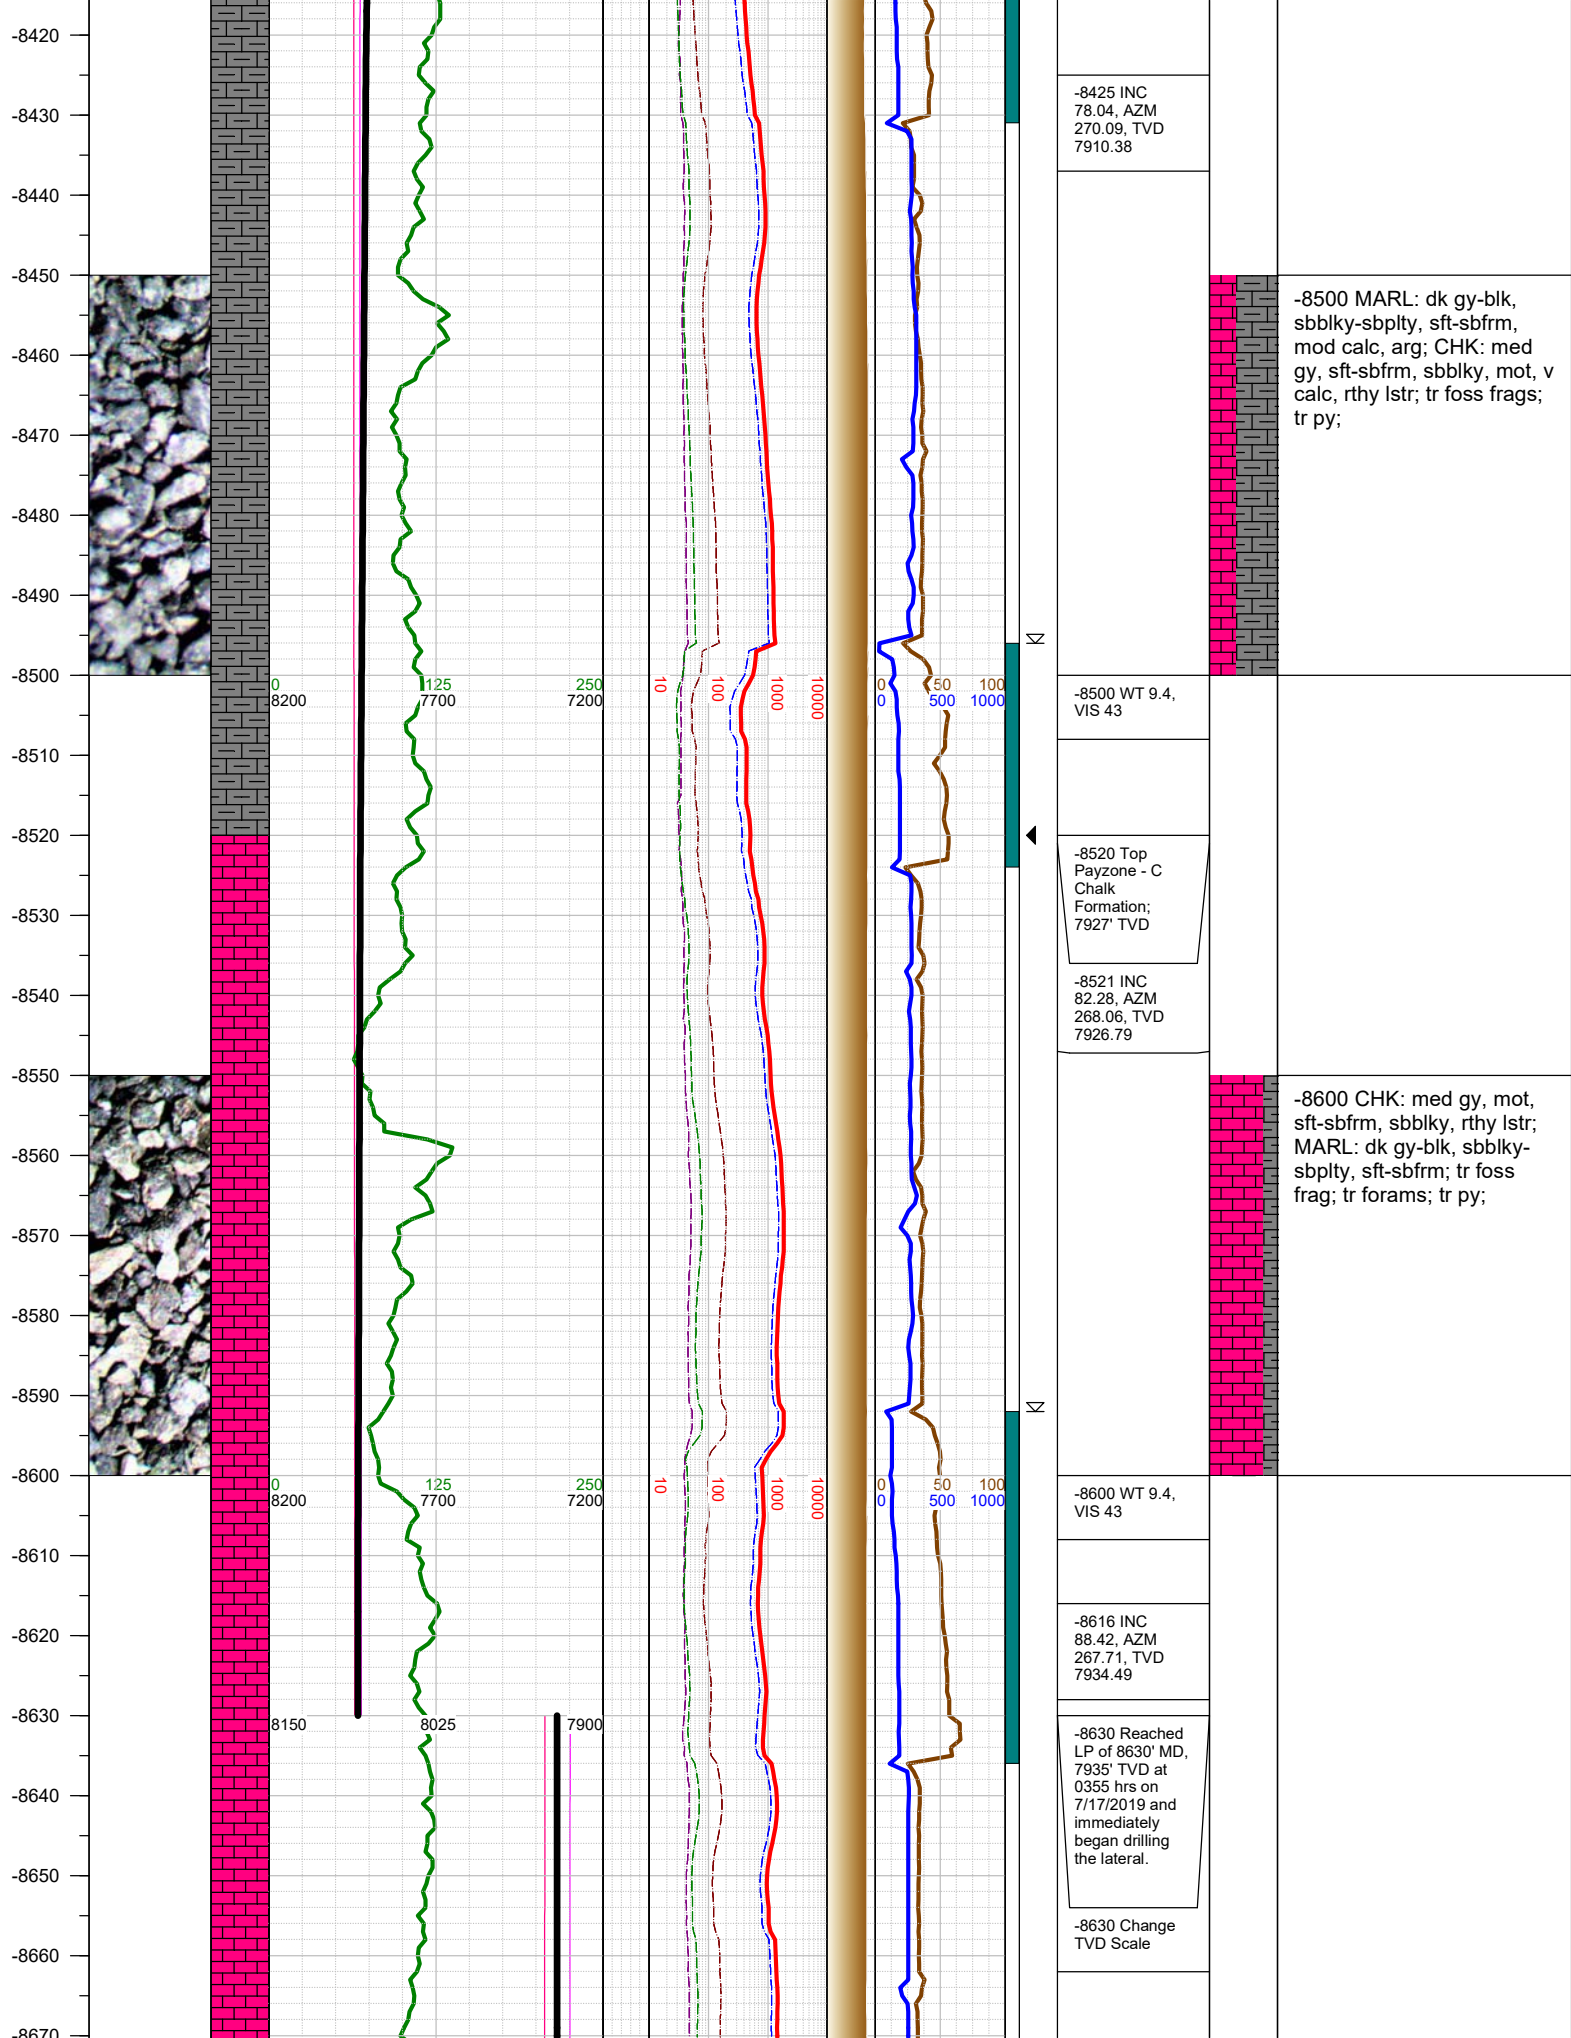 -8420
-8430
-8440
-8450
-8460
-8470
-8480
-8490
-8500
-8510
-8520
-8530
-8540
-8550
-8560
-8570
-8580
-8590
-8600
-8610
-8620
-8630
-8640
-8650
-8660
-8670
0 125 250
8200 7700 7200
10 100 1000 10000
0 50 100
0 500 1000
0 125 250
8200 7700 7200
10 100 1000 10000
0 50 100
0 500 1000
8150 8025 7900
-8425 INC
78.04, AZM
270.09, TVD
7910.38
-8500 WT 9.4,
VIS 43
-8520 Top
Payzone - C
Chalk
Formation;
7927' TVD
-8521 INC
82.28, AZM
268.06, TVD
7926.79
-8600 WT 9.4,
VIS 43
-8616 INC
88.42, AZM
267.71, TVD
7934.49
-8630 Reached
LP of 8630' MD,
7935' TVD at
0355 hrs on
7/17/2019 and
immediately
began drilling
the lateral.
-8630 Change
TVD Scale
-8500 MARL: dk gy-blk,
sbblky-sbplty, sft-sbfrm,
mod calc, arg; CHK: med
gy, sft-sbfrm, sbblky, mot, v
calc, rthy lstr; tr foss frags;
tr py;
-8600 CHK: med gy, mot,
sft-sbfrm, sbblky, rthy lstr;
MARL: dk gy-blk, sbblky-
sbplty, sft-sbfrm; tr foss
frag; tr forams; tr py;